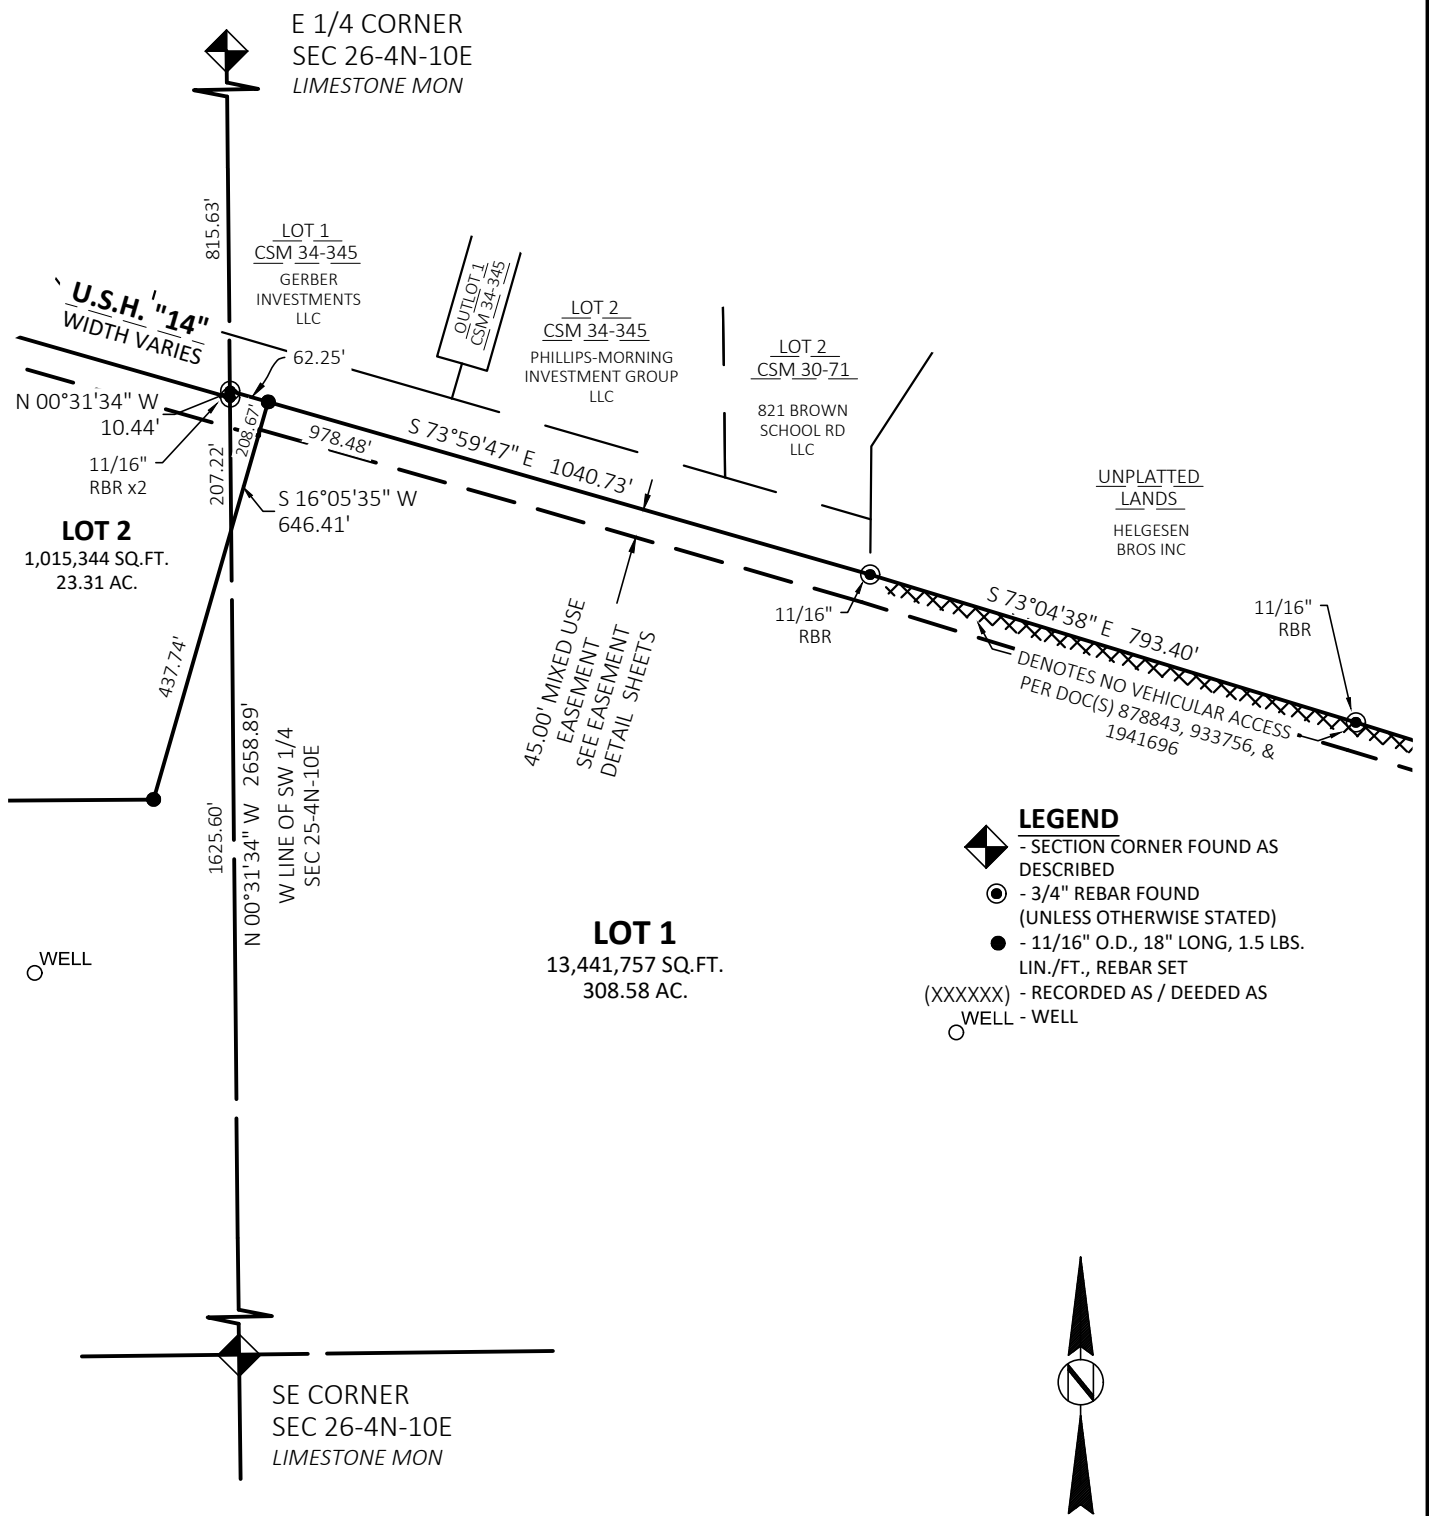 E 1/4 CORNER
SEC 26-4N-10E
LIMESTONE MON
815.63'
LOT 1
CSM 34-345
GERBER
INVESTMENTS
LLC
U.S.H. '"14"
WIDTH VARIES
OUTLOT 1
CSM 34-345
LOT 2
CSM 34-345
PHILLIPS-MORNING
INVESTMENT GROUP
LLC
LOT 2
CSM 30-71
821 BROWN
SCHOOL RD
LLC
62.25'
N 00°31'34" W
10.44'
11/16"
RBR x2
207.22'
208.67'
978.48'
S 73°59'47" E 1040.73'
S 16°05'35" W
646.41'
UNPLATTED
LANDS
HELGESEN
BROS INC
LOT 2
1,015,344 SQ.FT.
23.31 AC.
437.74'
11/16"
RBR
S 73°04'38" E 793.40'
11/16"
RBR
45.00' MIXED USE
EASEMENT
SEE EASEMENT
DETAIL SHEETS
DENOTES NO VEHICULAR ACCESS
PER DOC(S) 878843, 933756, &
1941696
1625.60'
N 00°31'34" W 2658.89'
W LINE OF SW 1/4
SEC 25-4N-10E
LEGEND
- SECTION CORNER FOUND AS
DESCRIBED
- 3/4" REBAR FOUND
(UNLESS OTHERWISE STATED)
- 11/16" O.D., 18" LONG, 1.5 LBS.
LIN./FT., REBAR SET
(XXXXXX) - RECORDED AS / DEEDED AS
WELL - WELL
WELL
LOT 1
13,441,757 SQ.FT.
308.58 AC.
SE CORNER
SEC 26-4N-10E
LIMESTONE MON
N